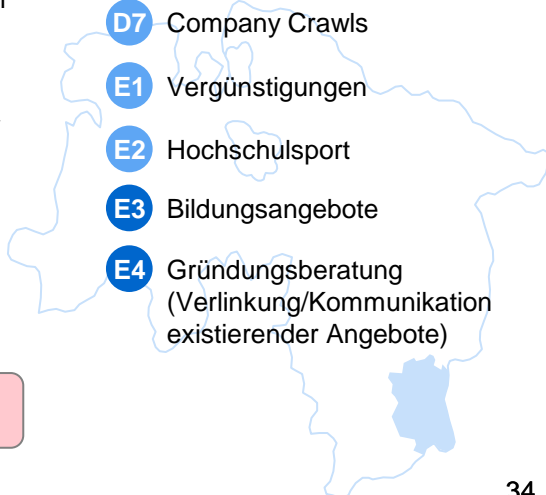 D7 Company Crawls
E1 Vergünstigungen
E2 Hochschulsport
E3 Bildungsangebote
E4 Gründungsberatung
(Verlinkung/Kommunikation
existierender Angebote)
34